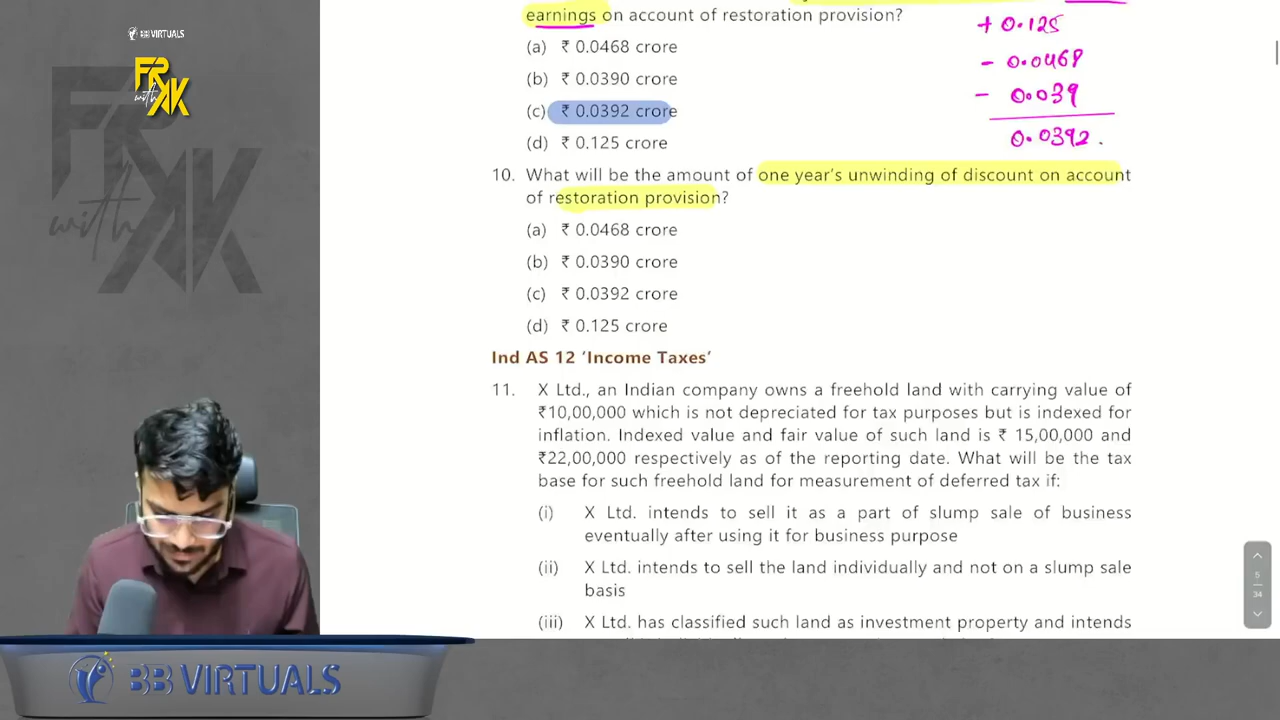 earnings on account of restoration provision?
(a) ₹ 0.0468 crore
(b) ₹ 0.0390 crore
(c) ₹ 0.0392 crore
(d) ₹ 0.125 crore
+ 0.125
- 0.0468
- 0.039
0.0392.
10. What will be the amount of one year's unwinding of discount on account
of restoration provision?
(a) ₹ 0.0468 crore
(b) ₹ 0.0390 crore
(c) ₹ 0.0392 crore
(d) ₹ 0.125 crore
Ind AS 12 'Income Taxes'
11. X Ltd., an Indian company owns a freehold land with carrying value of
₹10,00,000 which is not depreciated for tax purposes but is indexed for
inflation. Indexed value and fair value of such land is ₹ 15,00,000 and
₹22,00,000 respectively as of the reporting date. What will be the tax
base for such freehold land for measurement of deferred tax if:
(i) X Ltd. intends to sell it as a part of slump sale of business
eventually after using it for business purpose
(ii) X Ltd. intends to sell the land individually and not on a slump sale
basis
(iii) X Ltd. has classified such land as investment property and intends
BB VIRTUALS
FR
with
AK
with
5
34
BB VIRTUALS